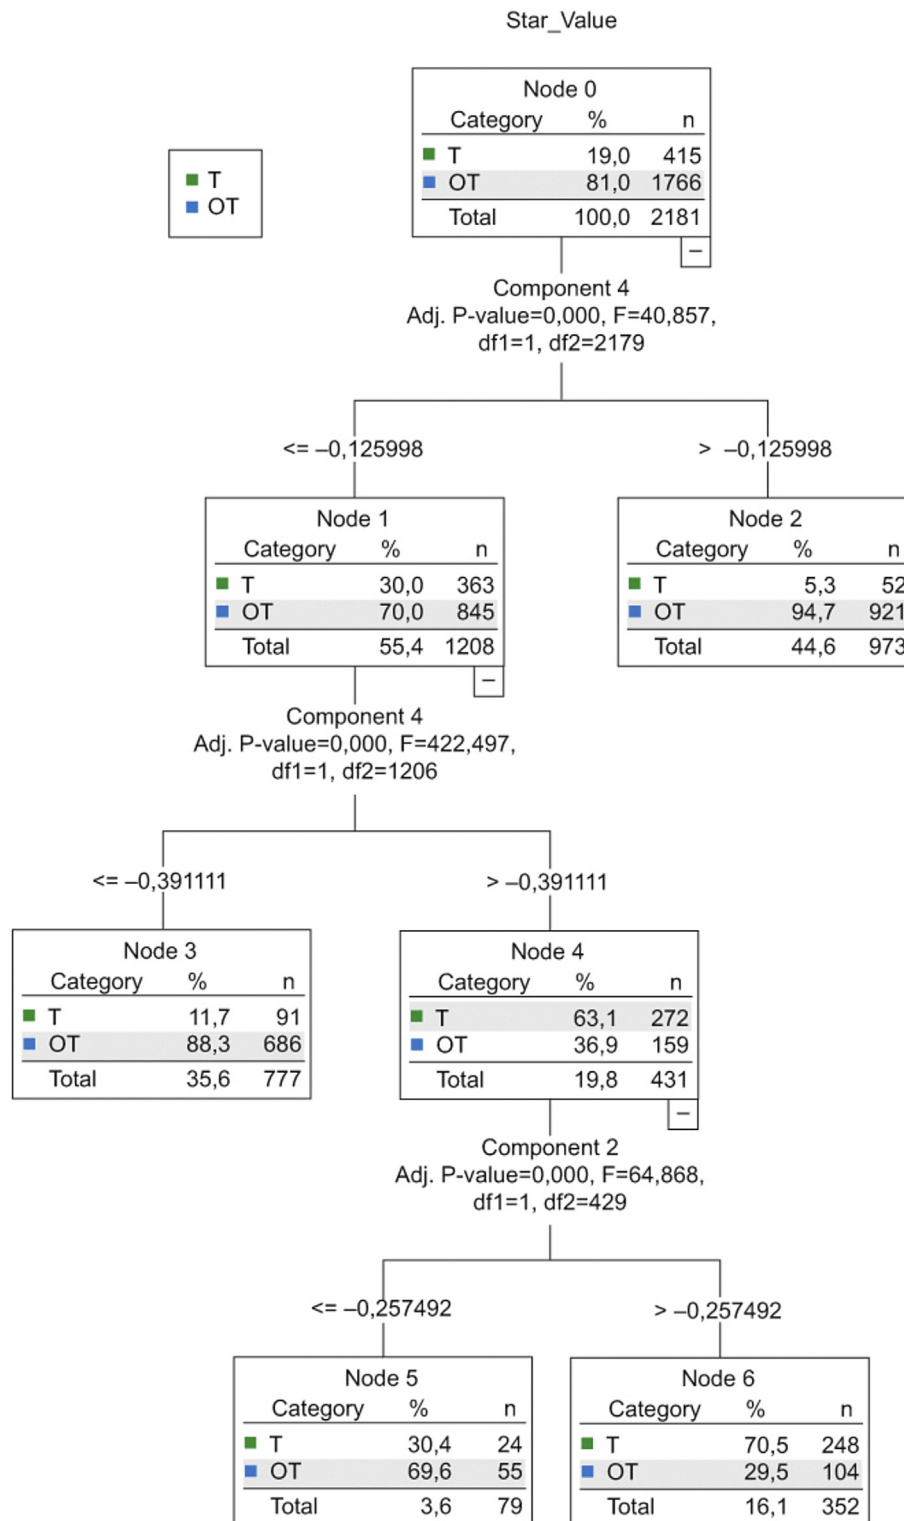 Star_Value
T
OT
Node 0
Category % n
T 19,0 415
OT 81,0 1766
Total 100,0 2181
–
Component 4
Adj. P-value=0,000, F=40,857,
df1=1, df2=2179
<= –0,125998
> –0,125998
Node 1
Category % n
T 30,0 363
OT 70,0 845
Total 55,4 1208
–
Node 2
Category % n
T 5,3 52
OT 94,7 921
Total 44,6 973
Component 4
Adj. P-value=0,000, F=422,497,
df1=1, df2=1206
<= –0,391111
> –0,391111
Node 3
Category % n
T 11,7 91
OT 88,3 686
Total 35,6 777
Node 4
Category % n
T 63,1 272
OT 36,9 159
Total 19,8 431
–
Component 2
Adj. P-value=0,000, F=64,868,
df1=1, df2=429
<= –0,257492
> –0,257492
Node 5
Category % n
T 30,4 24
OT 69,6 55
Total 3,6 79
Node 6
Category % n
T 70,5 248
OT 29,5 104
Total 16,1 352